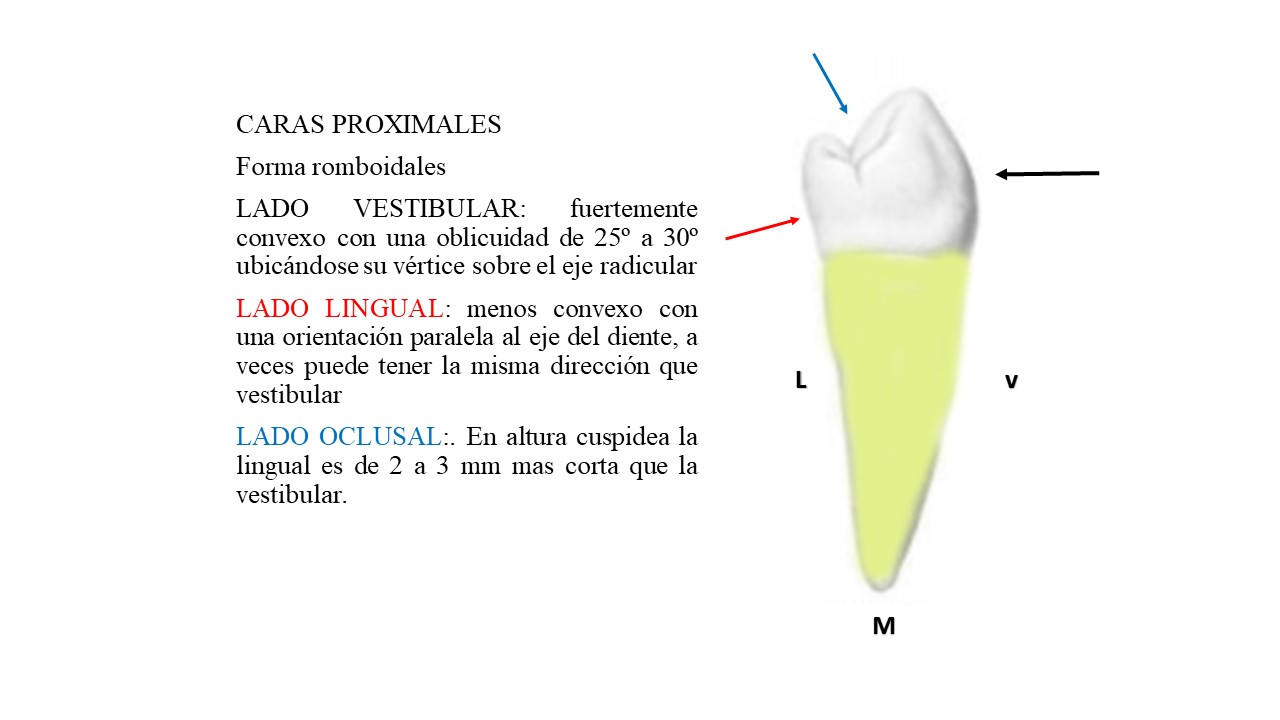 CARAS PROXIMALES
Forma romboidales
LADO VESTIBULAR: fuertemente
convexo con una oblicuidad de 25º a 30º
ubicándose su vértice sobre el eje radicular
LADO LINGUAL: menos convexo con
una orientación paralela al eje del diente, a
veces puede tener la misma dirección que
vestibular
LADO OCLUSAL:. En altura cuspidea la
lingual es de 2 a 3 mm mas corta que la
vestibular.
L
v
M